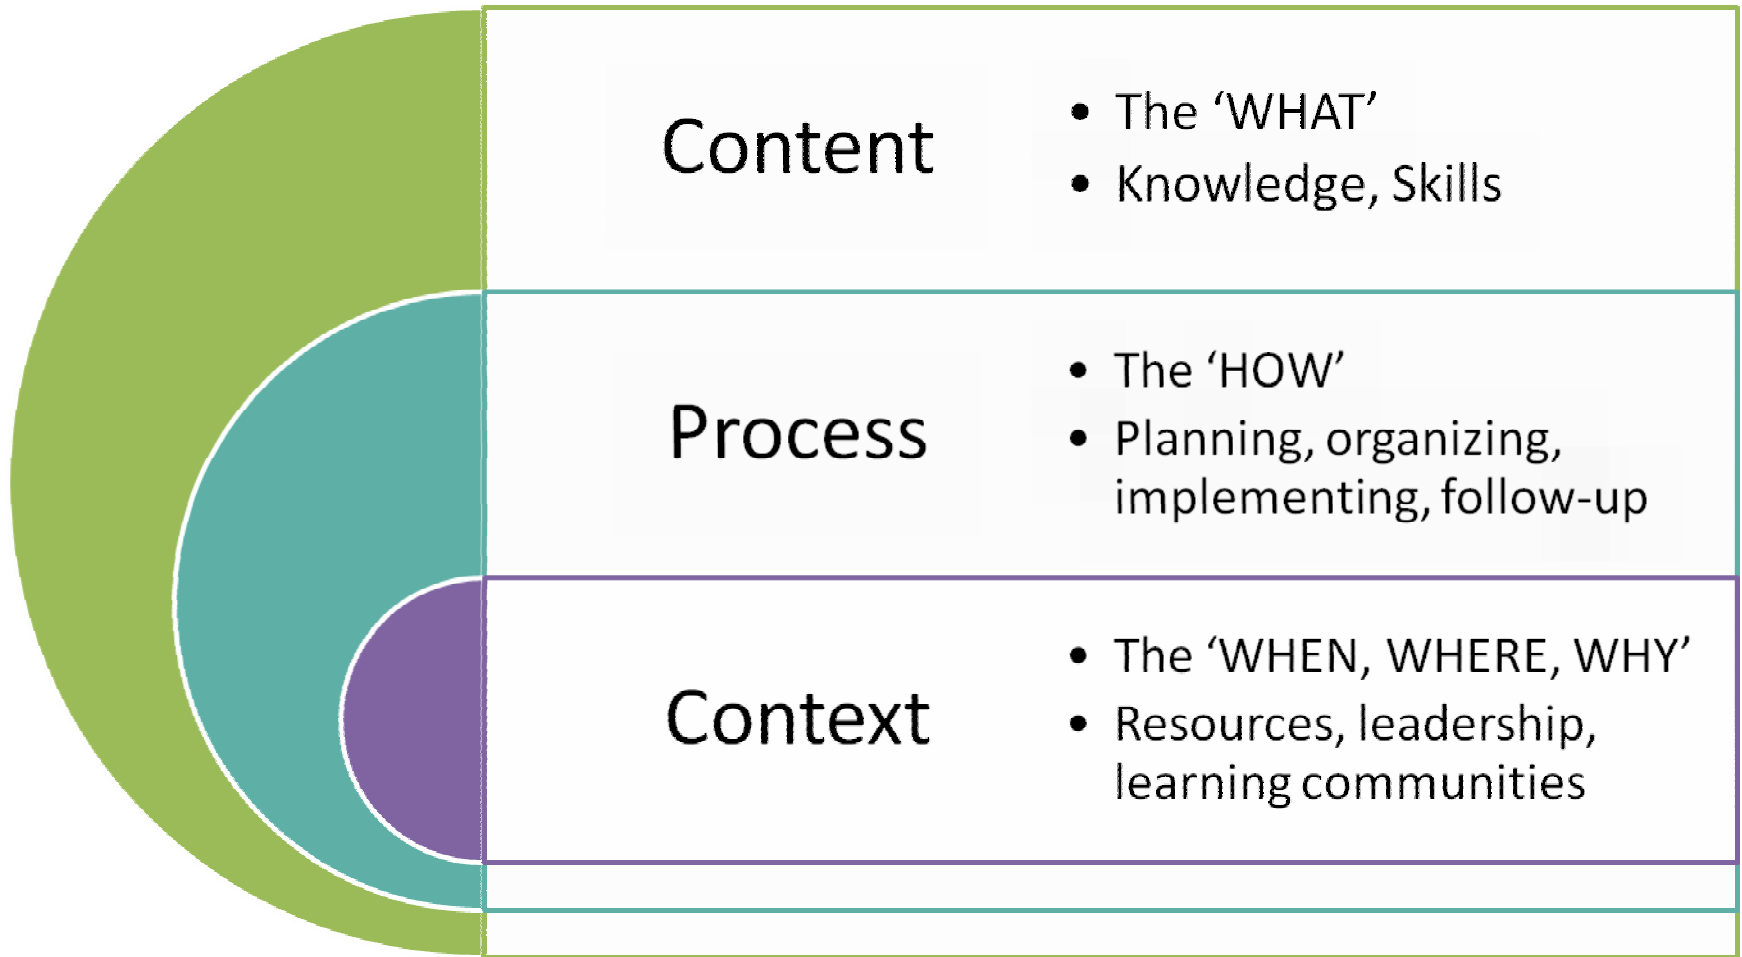 Content
• The ‘WHAT’
• Knowledge, Skills
Process
• The ‘HOW’
• Planning, organizing,
implementing, follow-up
Context
• The ‘WHEN, WHERE, WHY’
• Resources, leadership,
learning communities